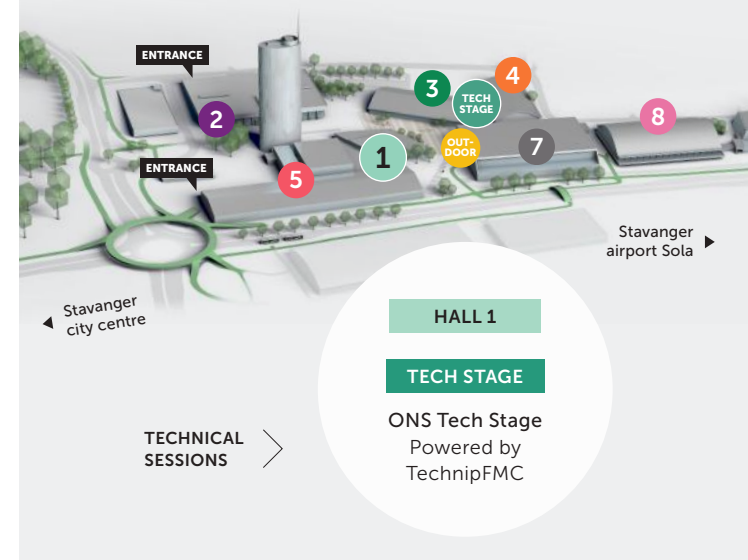 ENTRANCE
4
3
TECH
STAGE
2
8
OUT-
DOOR
7
1
ENTRANCE
5
Stavanger
airport Sola
Stavanger
city centre
HALL 1
TECH STAGE
ONS Tech Stage
Powered by
TechnipFMC
TECHNICAL
SESSIONS